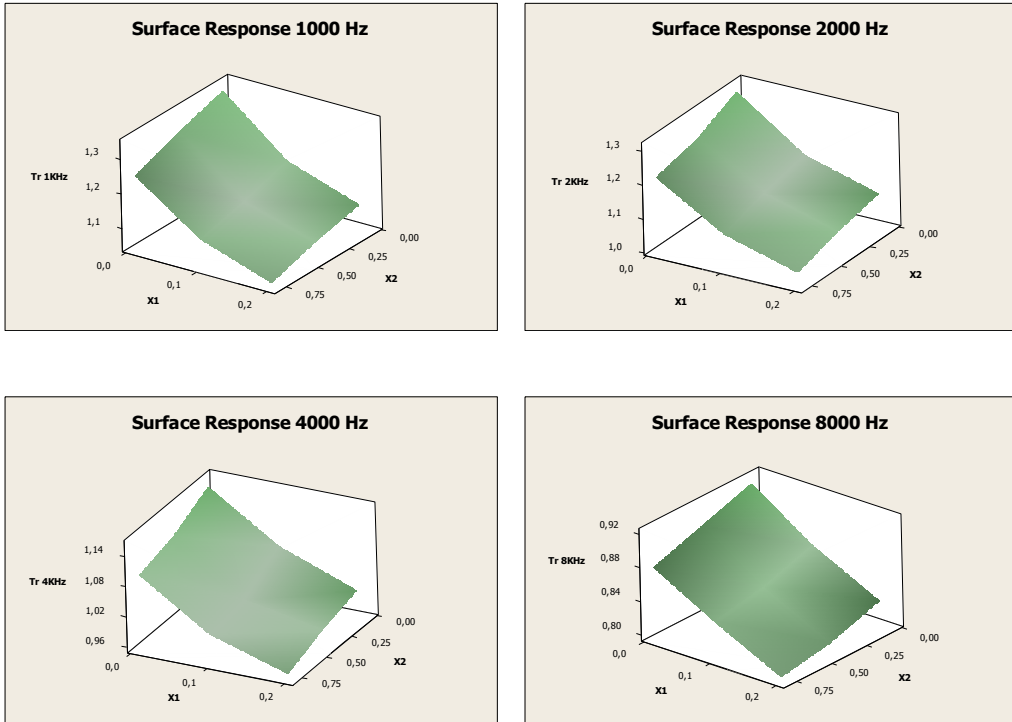 Surface Response 1000 Hz
1,3
Tr 1KHz
1,2
1,1
0,0
0,1
0,2
X1
0,00
0,25
0,50
0,75
X2
Surface Response 2000 Hz
1,3
Tr 2KHz
1,2
1,1
1,0
0,0
0,1
0,2
X1
0,00
0,25
0,50
0,75
X2
Surface Response 4000 Hz
1,14
Tr 4KHz
1,08
1,02
0,96
0,0
0,1
0,2
X1
0,00
0,25
0,50
0,75
X2
Surface Response 8000 Hz
0,92
Tr 8KHz
0,88
0,84
0,80
0,0
0,1
0,2
X1
0,00
0,25
0,50
0,75
X2